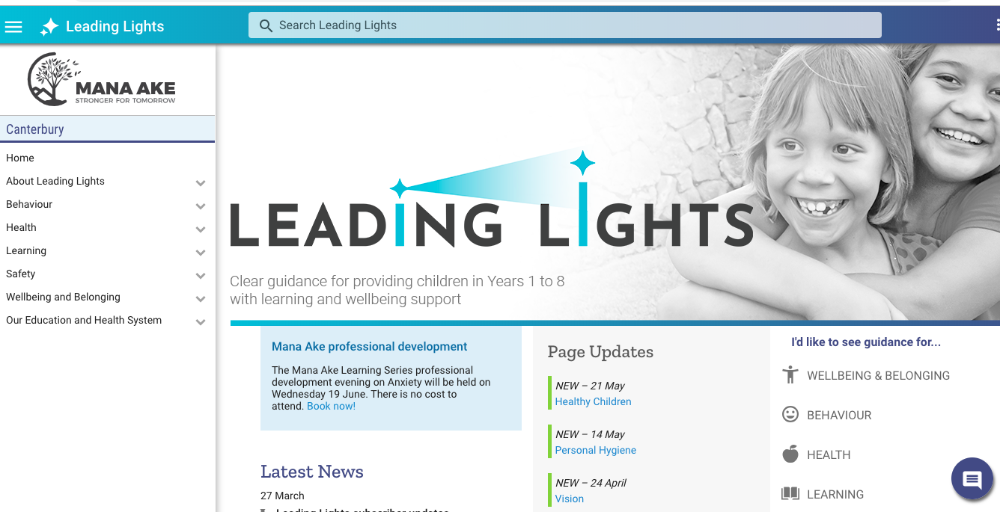 Leading Lights
Search Leading Lights
MANA AKE
STRONGER FOR TOMORROW
Canterbury
Home
About Leading Lights
Behaviour
Health
Learning
Safety
Wellbeing and Belonging
Our Education and Health System
LEADING LIGHTS
Clear guidance for providing children in Years 1 to 8
with learning and wellbeing support
Mana Ake professional development
The Mana Ake Learning Series professional
development evening on Anxiety will be held on
Wednesday 19 June. There is no cost to
attend. Book now!
Latest News
27 March
Leading Lights subscriber updates
Page Updates
NEW – 21 May
Healthy Children
NEW – 14 May
Personal Hygiene
NEW – 24 April
Vision
I'd like to see guidance for...
WELLBEING & BELONGING
BEHAVIOUR
HEALTH
LEARNING